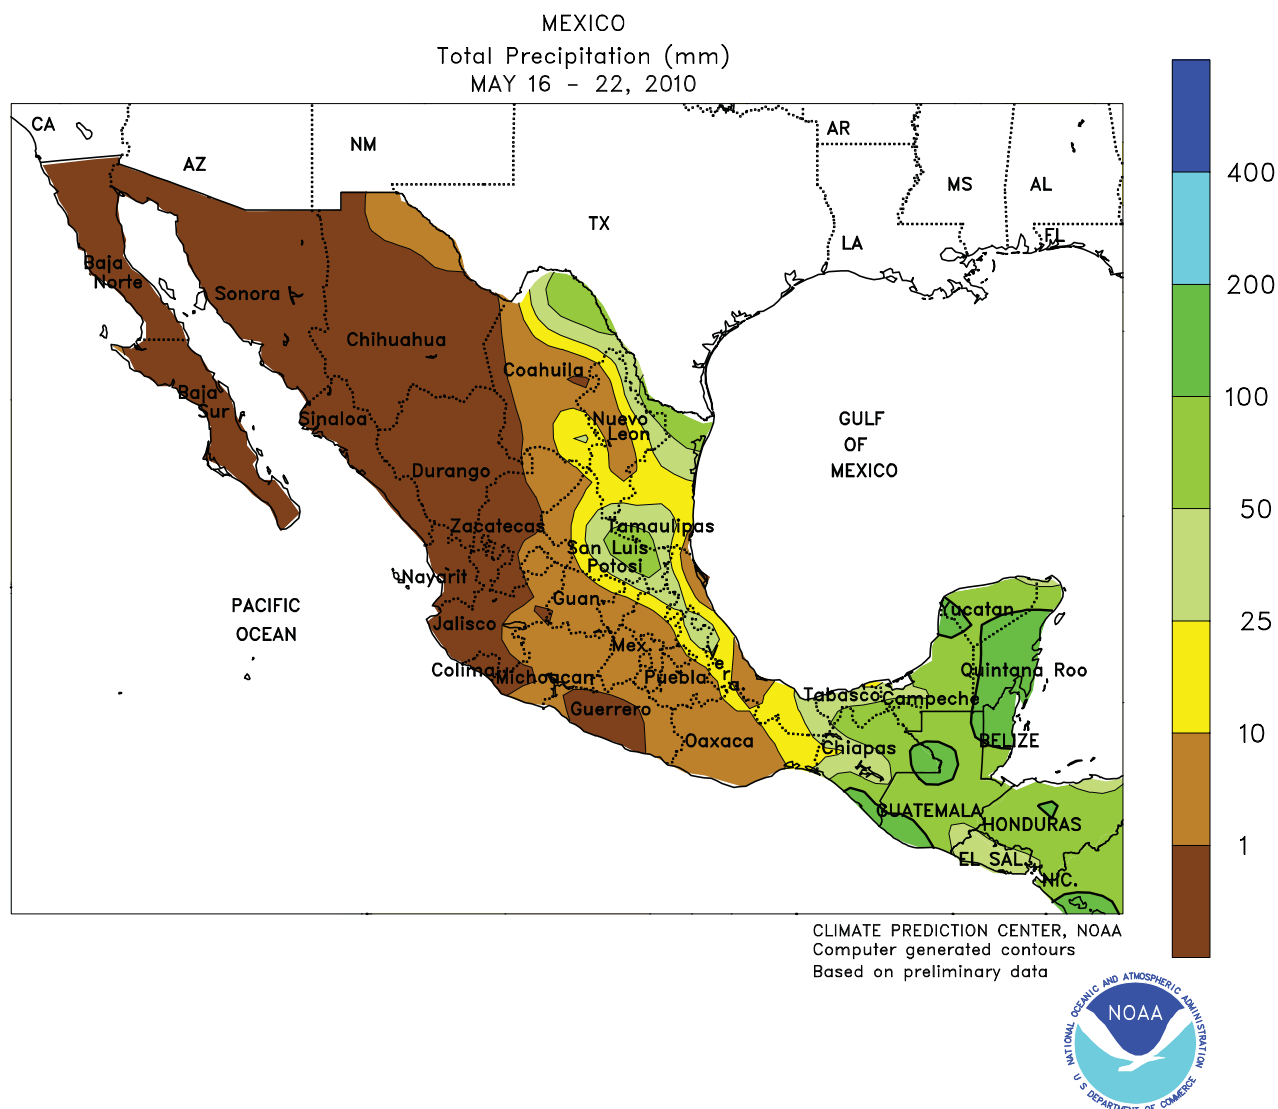 MEXICO
Total Precipitation (mm)
MAY 16 - 22, 2010
CA
AZ
NM
TX
AR
LA
MS
AL
FL
400
200
100
50
25
10
1
Baja
Norte
Sonora
Chihuahua
Coahuila
Baja
Sur
Sinaloa
Nuevo
Leon
Durango
Zacatecas
Tamaulipas
San Luis
Potosi
Nayarit
Guan.
Jalisco
Mex.
Ver
a.
Colima
Michoacan
Puebla
Guerrero
Oaxaca
Tabasco
Campeche
Chiapas
Yucatan
Quintana Roo
BELIZE
GUATEMALA
HONDURAS
EL SAL.
NIC.
GULF
OF
MEXICO
PACIFIC
OCEAN
CLIMATE PREDICTION CENTER, NOAA
Computer generated contours
Based on preliminary data
NATIONAL OCEANIC AND ATMOSPHERIC ADMINISTRATION
NOAA
U S DEPARTMENT OF COMMERCE